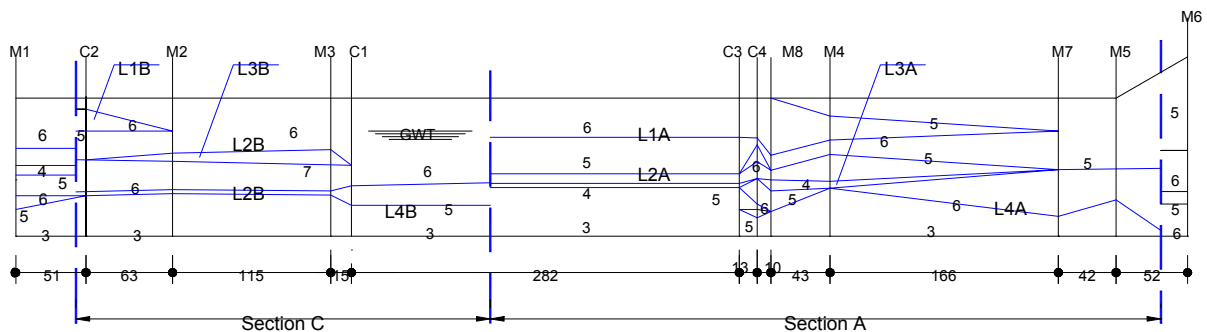 M6
M1 C2 M2 M3 C1 C3 C4 M8 M4 M7 M5
L1B L3B L3A
5
6 6 GWT 6 5
6 5 6 L2B L1A 6
4 7 6 5 L2A 6 5 5 5
5 6 L2B 4 4 6
5 L4B 5 5 6 5 6 L4A 5
3 3 3 3 5 3 6
51 63 115 15 282 13 10 43 166 42 52
Section C Section A